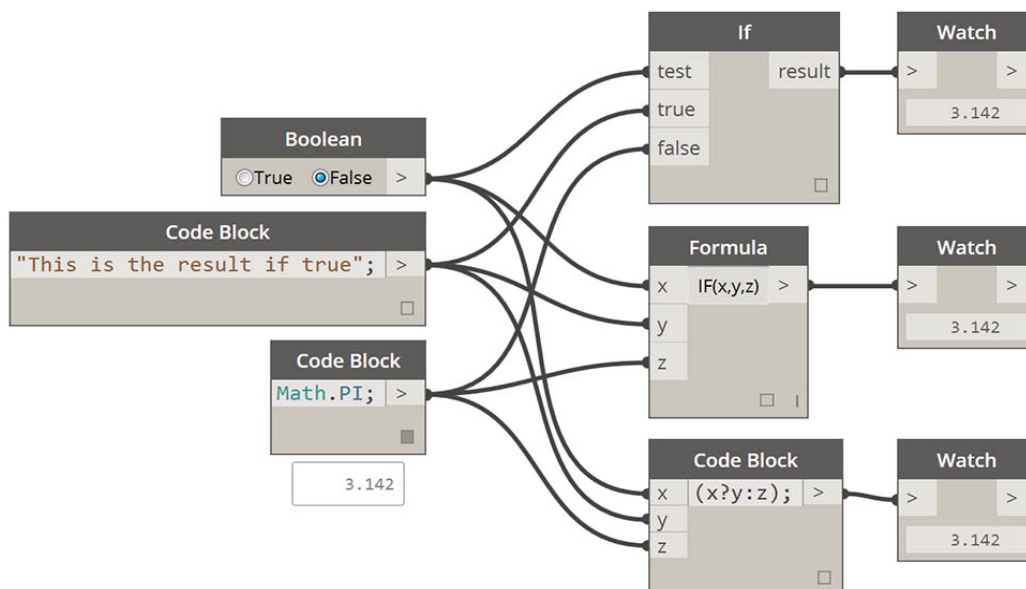 Boolean
True False >
Code Block
"This is the result if true"; >
Code Block
Math.PI; >
3.142
If
test result
true
false
Watch
> >
3.142
Formula
x IF(x,y,z) >
y
z
Watch
> >
3.142
Code Block
x (x?y:z); >
y
z
Watch
> >
3.142